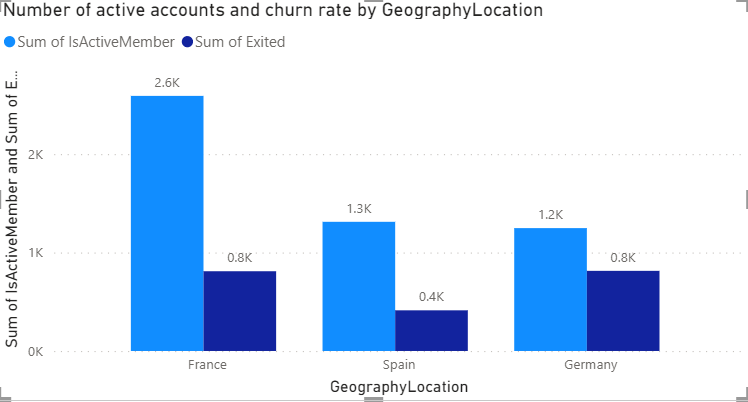 Number of active accounts and churn rate by GeographyLocation
Sum of IsActiveMember Sum of Exited
Sum of IsActiveMember and Sum of E...
2K
1K
0K
2.6K
0.8K
1.3K
0.4K
1.2K
0.8K
France Spain Germany
GeographyLocation